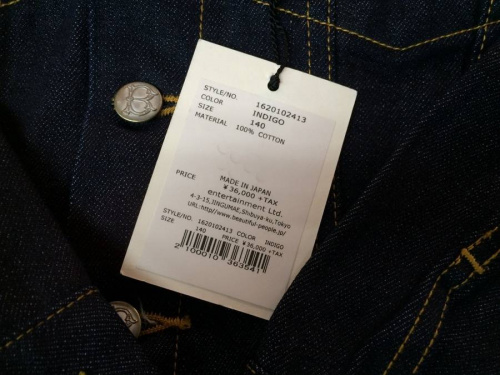 STYLE/NO. 1620102413
COLOR INDIGO
SIZE 140
MATERIAL 100% COTTON
MADE IN JAPAN
PRICE ¥36,000 +TAX
entertainment Ltd.
4-3-15,JINGUMAE,Shibuya-ku,Tokyo
URL:http://www.beautiful-people.jp/
STYLE/NO. 1620102413 COLOR INDIGO
SIZE 140 PRICE ¥36,000 +TAX
2100010363541